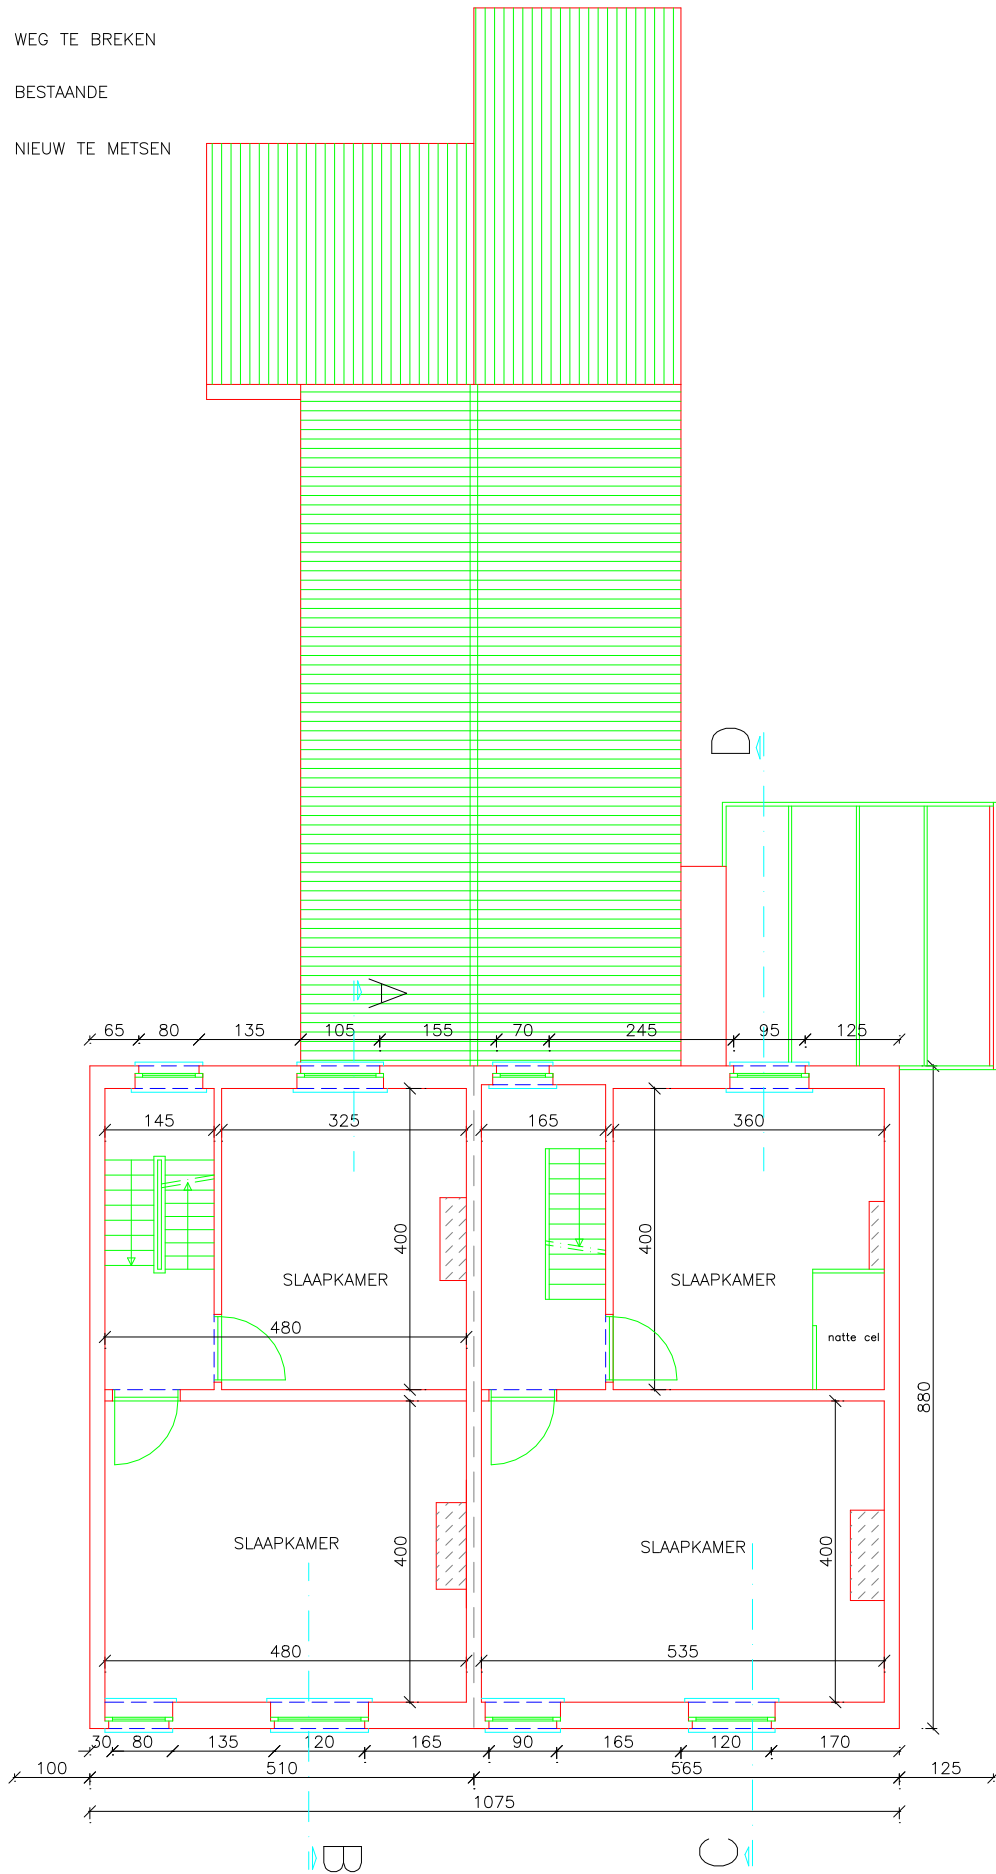 WEG TE BREKEN
BESTAANDE
NIEUW TE METSEN
D
A
65 80 135 105 155 70 245 95 125
145 325 165 360
400 400
SLAAPKAMER SLAAPKAMER
480
natte cel
880
SLAAPKAMER SLAAPKAMER
400 400
480 535
30 80 135 120 165 90 165 120 170
100 510 565 125
1075
B C